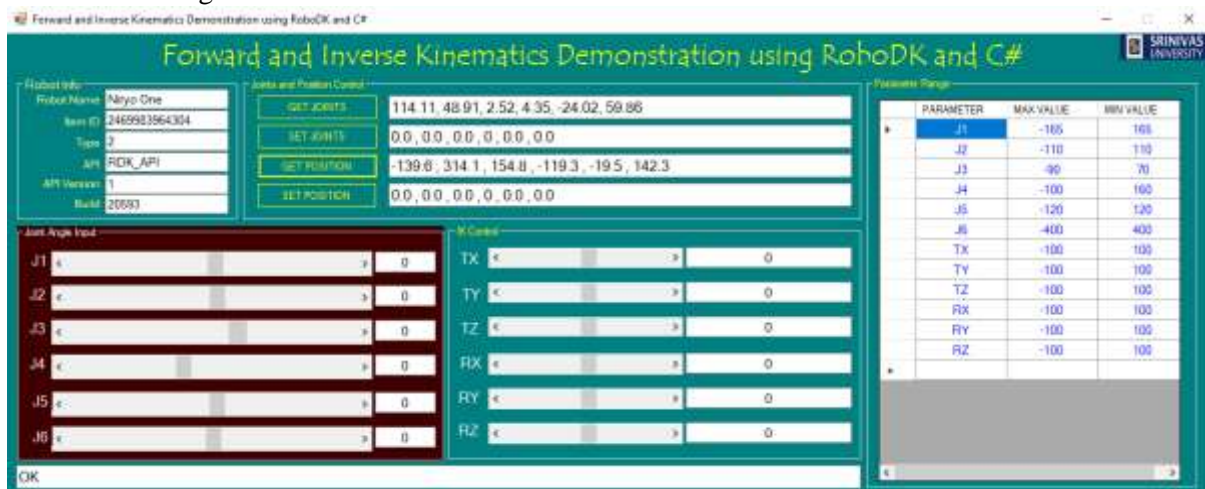 Forward and Inverse Kinematics Demonstration using RoboDK and C#
Forward and Inverse Kinematics Demonstration using RohoDK and C#
SRINIVAS
UNIVERSITY
Robot Info
Robot Name Niryo One
Item ID 2469983964304
Type 2
API RDK_API
API Version 1
Build 20593
Joints and Position Control
GET JOINTS 114.11, 48.91, 2.52, 4.35, -24.02, 59.86
SET JOINTS 0.0 , 0.0 , 0.0 , 0.0 , 0.0 , 0.0
GET POSITION -139.6 , 314.1 , 154.8 , -119.3 , -19.5 , 142.3
SET POSITION 0.0 , 0.0 , 0.0 , 0 , 0.0 , 0.0
Joint Angle Input
J1 0
J2 0
J3 0
J4 0
J5 0
J6 0
IK Control
TX 0
TY 0
TZ 0
RX 0
RY 0
RZ 0
Parameter Range
PARAMETER MAX VALUE MIN VALUE
J1 -165 165
J2 -110 110
J3 -90 70
J4 -100 160
J5 -120 120
J6 -400 400
TX -100 100
TY -100 100
TZ -100 100
RX -100 100
RY -100 100
RZ -100 100
OK